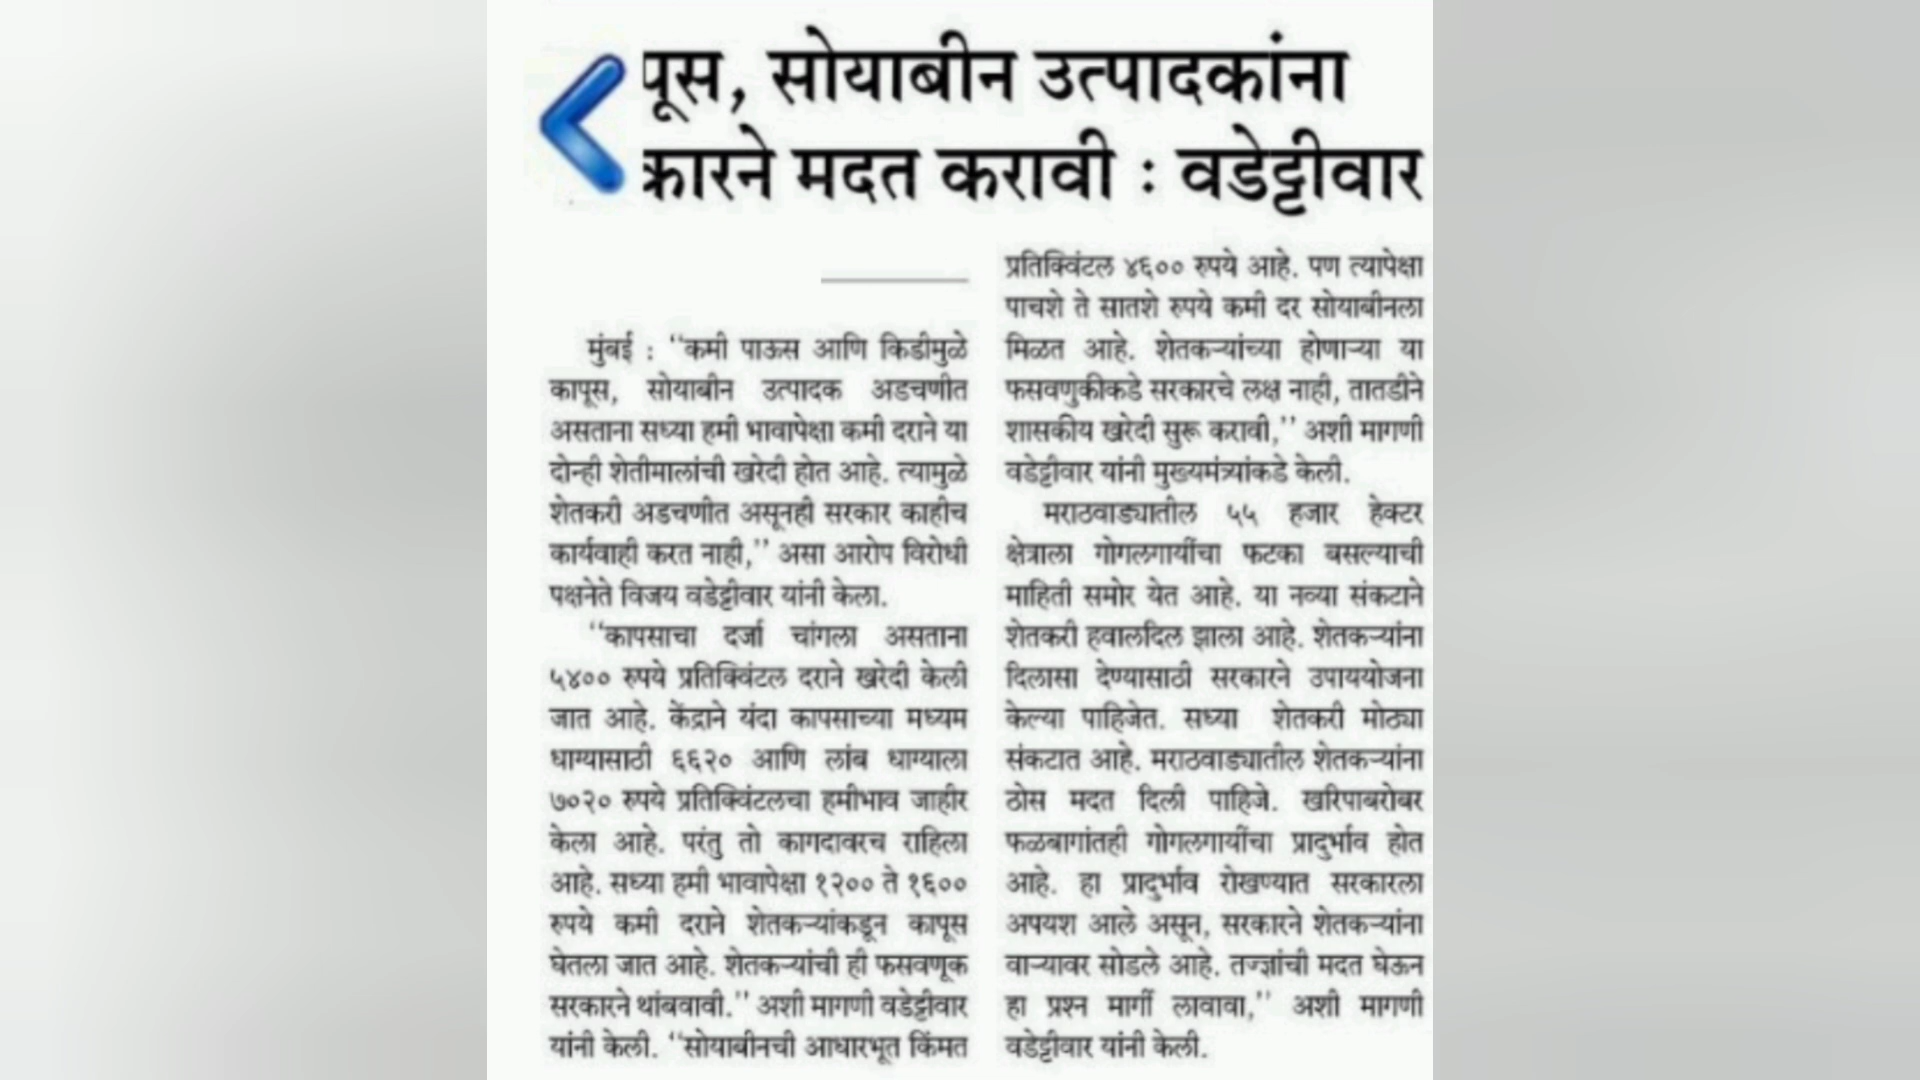 पूस, सोयाबीन उत्पादकांना
कारने मदत करावी : वडेट्टीवार
मुंबई : ‘‘कमी पाऊस आणि किडीमुळे
कापूस, सोयाबीन उत्पादक अडचणीत
असताना सध्या हमी भावापेक्षा कमी दराने या
दोन्ही शेतीमालांची खरेदी होत आहे. त्यामुळे
शेतकरी अडचणीत असूनही सरकार काहीच
कार्यवाही करत नाही,’’ असा आरोप विरोधी
पक्षनेते विजय वडेट्टीवार यांनी केला.
‘‘कापसाचा दर्जा चांगला असताना
५४०० रुपये प्रतिक्विंटल दराने खरेदी केली
जात आहे. केंद्राने यंदा कापसाच्या मध्यम
धाग्यासाठी ६६२० आणि लांब धाग्याला
७०२० रुपये प्रतिक्विंटलचा हमीभाव जाहीर
केला आहे. परंतु तो कागदावरच राहिला
आहे. सध्या हमी भावापेक्षा १२०० ते १६००
रुपये कमी दराने शेतकऱ्यांकडून कापूस
घेतला जात आहे. शेतकऱ्यांची ही फसवणूक
सरकारने थांबवावी.’’ अशी मागणी वडेट्टीवार
यांनी केली. ‘‘सोयाबीनची आधारभूत किंमत
प्रतिक्विंटल ४६०० रुपये आहे. पण त्यापेक्षा
पाचशे ते सातशे रुपये कमी दर सोयाबीनला
मिळत आहे. शेतकऱ्यांच्या होणाऱ्या या
फसवणुकीकडे सरकारचे लक्ष नाही, तातडीने
शासकीय खरेदी सुरू करावी,’’ अशी मागणी
वडेट्टीवार यांनी मुख्यमंत्र्यांकडे केली.
मराठवाड्यातील ५५ हजार हेक्टर
क्षेत्राला गोगलगायींचा फटका बसल्याची
माहिती समोर येत आहे. या नव्या संकटाने
शेतकरी हवालदिल झाला आहे. शेतकऱ्यांना
दिलासा देण्यासाठी सरकारने उपाययोजना
केल्या पाहिजेत. सध्या शेतकरी मोठ्या
संकटात आहे. मराठवाड्यातील शेतकऱ्यांना
ठोस मदत दिली पाहिजे. खरिपाबरोबर
फळबागांतही गोगलगायींचा प्रादुर्भाव होत
आहे. हा प्रादुर्भाव रोखण्यात सरकारला
अपयश आले असून, सरकारने शेतकऱ्यांना
वाऱ्यावर सोडले आहे. तज्ज्ञांची मदत घेऊन
हा प्रश्न मार्गी लावावा,’’ अशी मागणी
वडेट्टीवार यांनी केली.